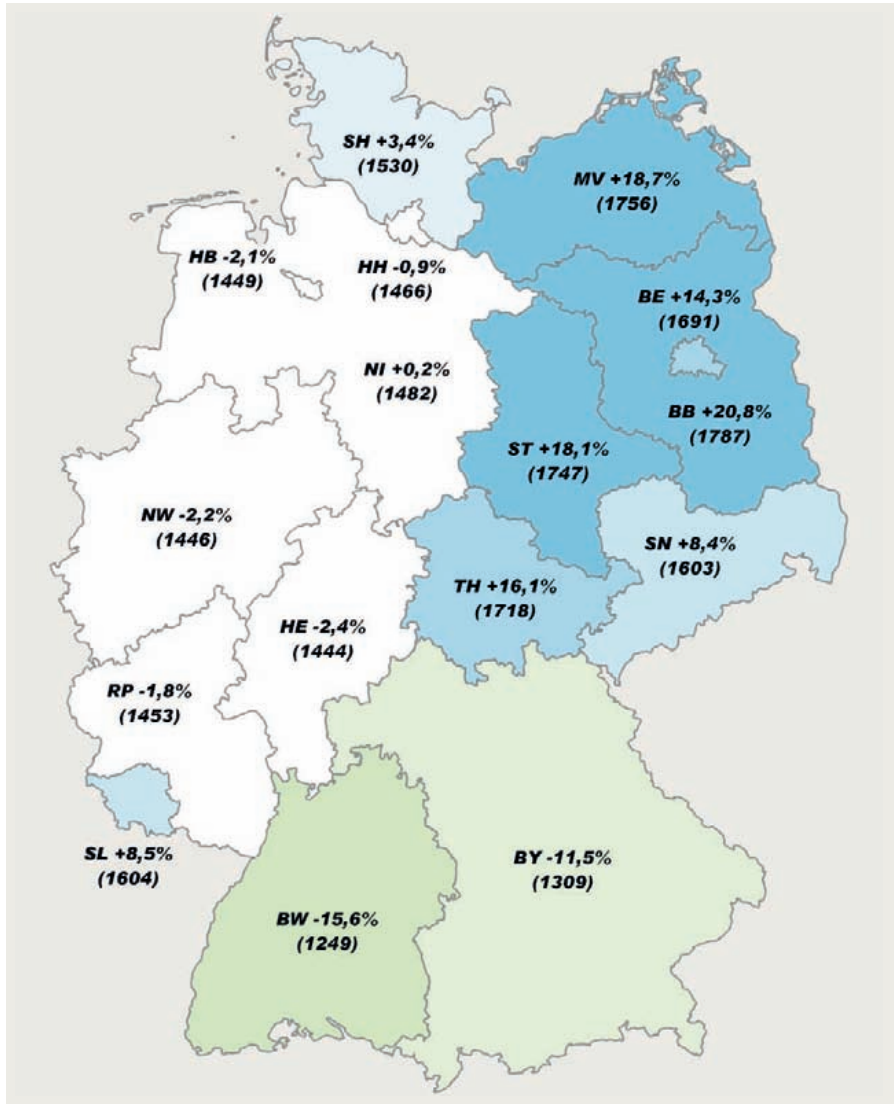 SH +3,4%
(1530)
MV +18,7%
(1756)
HB -2,1%
(1449)
HH -0,9%
(1466)
BE +14,3%
(1691)
NI +0,2%
(1482)
BB +20,8%
(1787)
ST +18,1%
(1747)
NW -2,2%
(1446)
SN +8,4%
(1603)
TH +16,1%
(1718)
HE -2,4%
(1444)
RP -1,8%
(1453)
SL +8,5%
(1604)
BY -11,5%
(1309)
BW -15,6%
(1249)